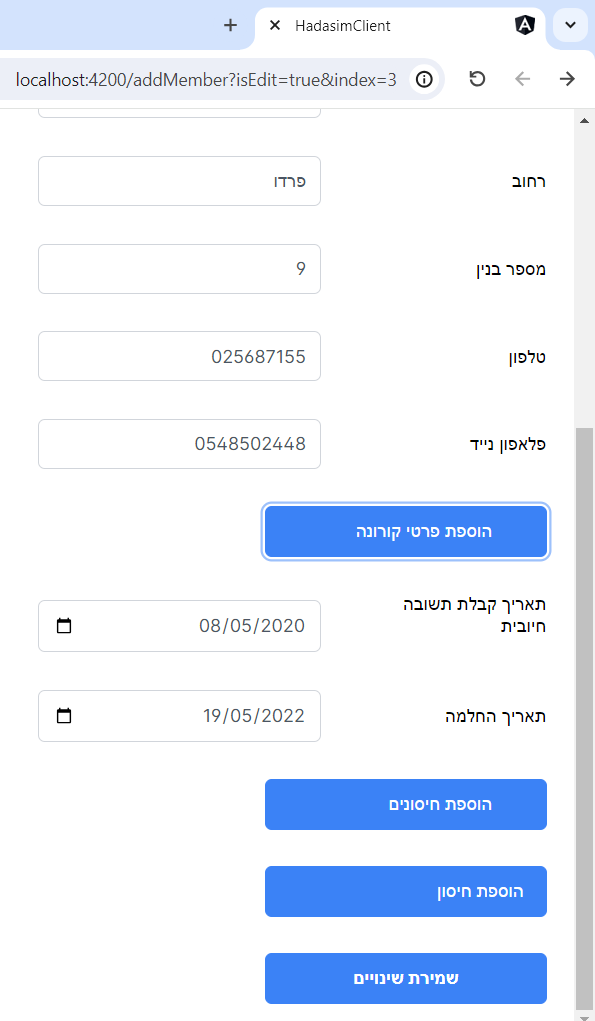 HadasimClient
localhost:4200/addMember?isEdit=true&index=3
רחוב
פרדו
מספר בנין
9
טלפון
025687155
פלאפון נייד
0548502448
הוספת פרטי קורונה
תאריך קבלת תשובה
חיובית
08/05/2020
תאריך החלמה
19/05/2022
הוספת חיסונים
הוספת חיסון
שמירת שינויים